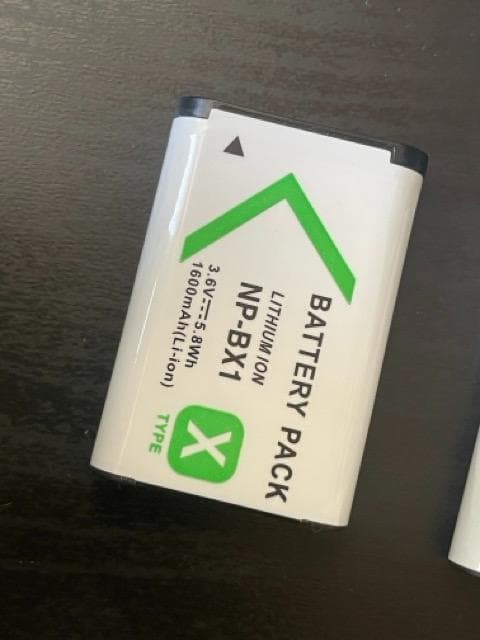 BATTERY PACK
LITHIUM ION
NP-BX1
3.6V⎓5.8Wh
1600mAh(Li-ion)
X
TYPE